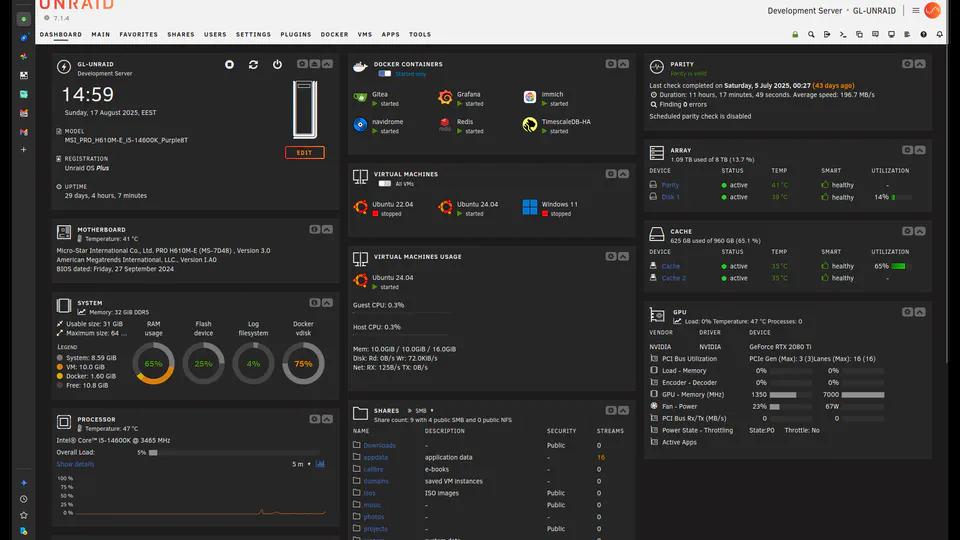 UNRAID
7.1.4
Development Server • GL-UNRAID
DASHBOARD MAIN FAVORITES SHARES USERS SETTINGS PLUGINS DOCKER VMS APPS TOOLS
GL-UNRAID
Development Server
14:59
Sunday, 17 August 2025, EEST
MODEL
MSI_PRO_H610M-E_i5-14600K_Purple8T
EDIT
REGISTRATION
Unraid OS Plus
UPTIME
29 days, 4 hours, 7 minutes
MOTHERBOARD
Temperature: 41 °C
Micro-Star International Co., Ltd. PRO H610M-E (MS-7D48) , Version 3.0
American Megatrends International, LLC., Version 1.A0
BIOS dated: Friday, 27 September 2024
SYSTEM
Memory: 32 GiB DDR5
Usable size: 31 GiB
Maximum size: 64 ...
RAM usage
Flash device
Log filesystem
Docker vdisk
LEGEND
System: 8.59 GiB
VM: 10.0 GiB
Docker: 1.60 GiB
Free: 10.8 GiB
65% 25% 4% 75%
PROCESSOR
Temperature: 47 °C
Intel® Core™ i5-14600K @ 3465 MHz
Overall Load: 5%
Show details 5 m
100 %
75 %
50 %
25 %
0 %
DOCKER CONTAINERS
Started only
Gitea
started
Grafana
started
immich
started
navidrome
started
Redis
started
TimescaleDB-HA
started
VIRTUAL MACHINES
All VMs
Ubuntu 22.04
stopped
Ubuntu 24.04
started
Windows 11
stopped
VIRTUAL MACHINES USAGE
Ubuntu 24.04
started
Guest CPU: 0.3%
Host CPU: 0.3%
Mem: 10.0GiB / 10.0GiB / 16.0GiB
Disk: Rd: 0B/s Wr: 72.0KiB/s
Net: RX: 125B/s TX: 0B/s
SHARES SMB
Share count: 9 with 4 public SMB and 0 public NFS
NAME DESCRIPTION SECURITY STREAMS
Downloads - Public 0
appdata application data - 16
calibre e-books - 0
domains saved VM instances - 0
isos ISO images Public 0
music - Public 0
photos - - 0
projects - Public 0
PARITY
Parity is valid
Last check completed on Saturday, 5 July 2025, 00:27 (43 days ago)
Duration: 11 hours, 17 minutes, 49 seconds. Average speed: 196.7 MB/s
Finding 0 errors
Scheduled parity check is disabled
ARRAY
1.09 TB used of 8 TB (13.7 %)
DEVICE STATUS TEMP SMART UTILIZATION
Parity active 41 °C healthy -
Disk 1 active 39 °C healthy 14%
CACHE
625 GB used of 960 GB (65.1 %)
DEVICE STATUS TEMP SMART UTILIZATION
Cache active 35 °C healthy 65%
Cache 2 active 35 °C healthy -
GPU
Load: 0% Temperature: 47 °C Processes: 0
VENDOR DRIVER DEVICE
NVIDIA NVIDIA GeForce RTX 2080 Ti
PCI Bus Utilization PCIe Gen (Max): 3 (3)Lanes (Max): 16 (16)
Load - Memory 0% 0%
Encoder - Decoder 0% 0%
GPU - Memory (MHz) 1350 7000
Fan - Power 23% 67W
PCI Bus Rx/Tx (MB/s) 0 0
Power State - Throttling State:P0 Throttle: No
Active Apps